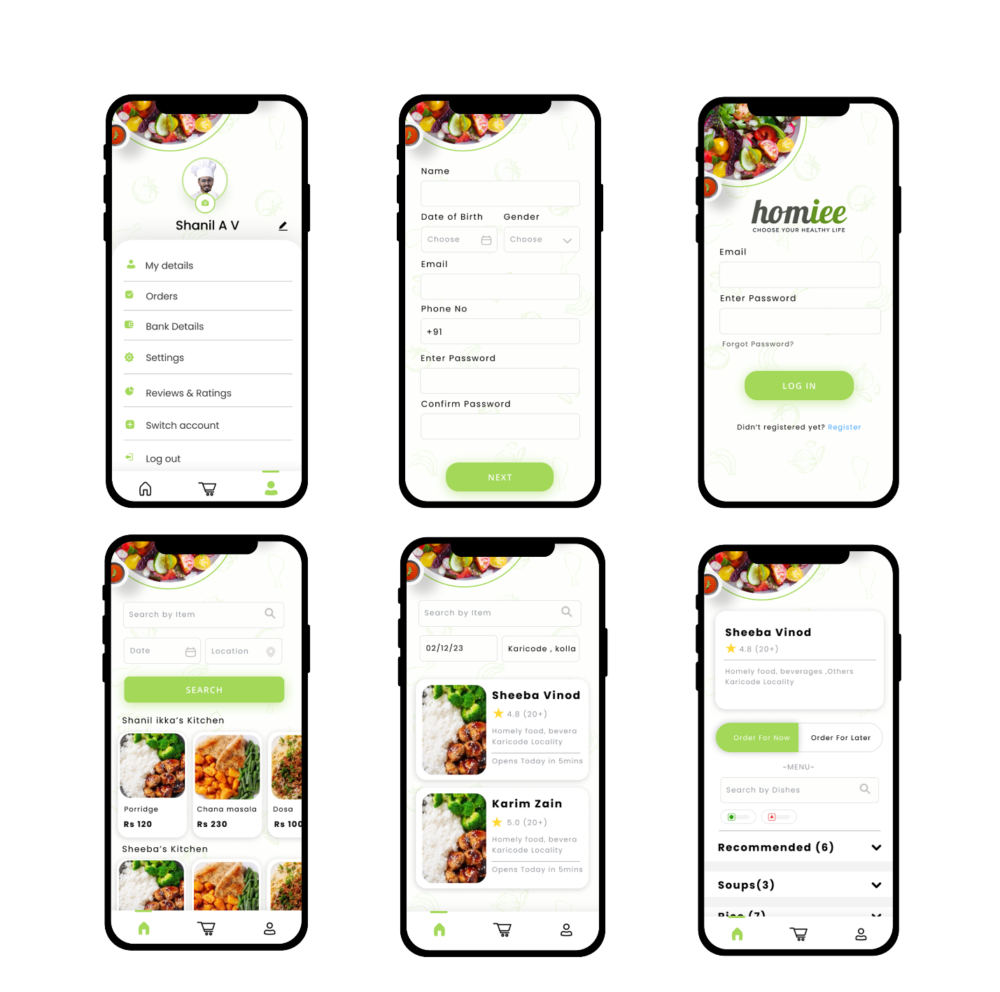 Shanil A V
My details
Orders
Bank Details
Settings
Reviews & Ratings
Switch account
Log out
Name
Date of Birth
Gender
Choose
Choose
Email
Phone No
+91
Enter Password
Confirm Password
NEXT
homiee
CHOOSE YOUR HEALTHY LIFE
Email
Enter Password
Forgot Password?
LOG IN
Didn't registered yet? Register
Search by Item
Date
Location
SEARCH
Shanil ikka's Kitchen
Porridge
Rs 120
Chana masala
Rs 230
Dosa
Rs 100
Sheeba's Kitchen
Search by Item
02/12/23
Karicode , kolla
Sheeba Vinod
4.8 (20+)
Homely food, bevera
Karicode Locality
Opens Today in 5mins
Karim Zain
5.0 (20+)
Homely food, bevera
Karicode Locality
Opens Today in 5mins
Sheeba Vinod
4.8 (20+)
Homely food, beverages ,Others
Karicode Locality
Order For Now
Order For Later
~MENU~
Search by Dishes
Recommended (6)
Soups(3)
Rice (7)